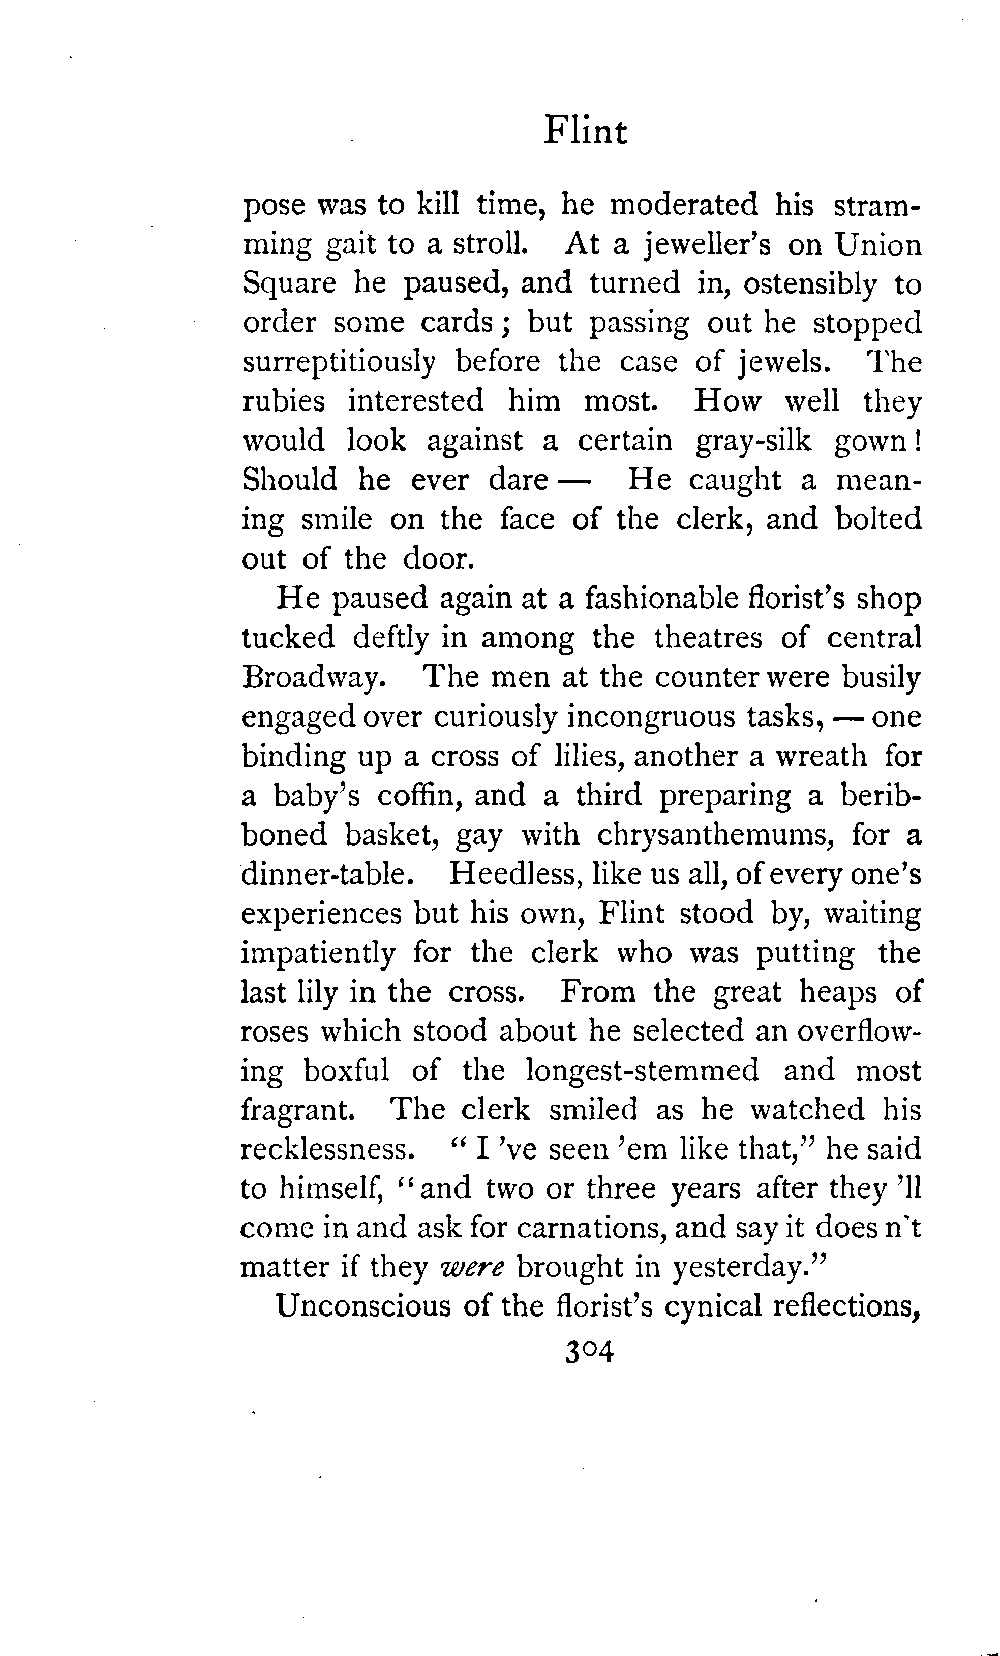 Flint
pose was to kill time, he moderated his stram-
ming gait to a stroll. At a jeweller's on Union
Square he paused, and turned in, ostensibly to
order some cards; but passing out he stopped
surreptitiously before the case of jewels. The
rubies interested him most. How well they
would look against a certain gray-silk gown!
Should he ever dare — He caught a mean-
ing smile on the face of the clerk, and bolted
out of the door.
He paused again at a fashionable florist's shop
tucked deftly in among the theatres of central
Broadway. The men at the counter were busily
engaged over curiously incongruous tasks, — one
binding up a cross of lilies, another a wreath for
a baby's coffin, and a third preparing a berib-
boned basket, gay with chrysanthemums, for a
dinner-table. Heedless, like us all, of every one's
experiences but his own, Flint stood by, waiting
impatiently for the clerk who was putting the
last lily in the cross. From the great heaps of
roses which stood about he selected an overflow-
ing boxful of the longest-stemmed and most
fragrant. The clerk smiled as he watched his
recklessness. "I 've seen 'em like that," he said
to himself, "and two or three years after they 'll
come in and ask for carnations, and say it does n't
matter if they were brought in yesterday."
Unconscious of the florist's cynical reflections,
304